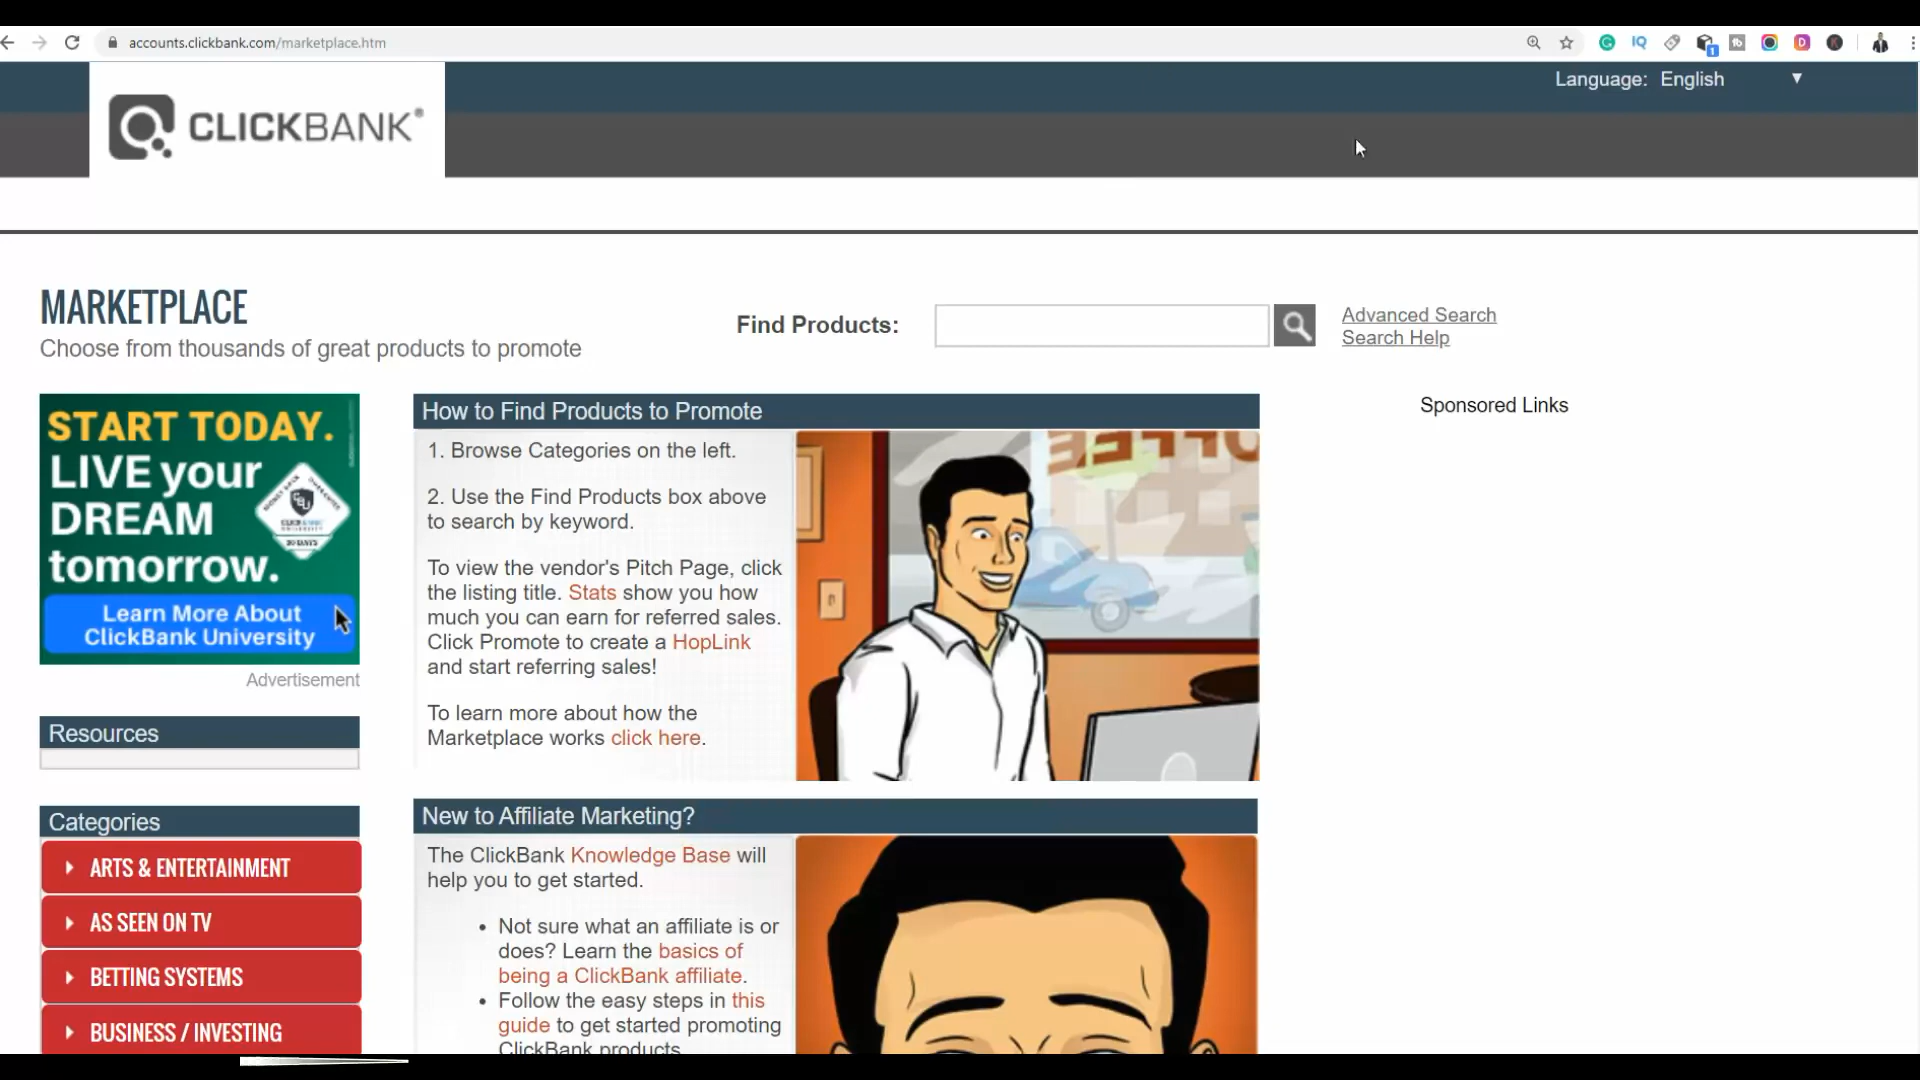 accounts.clickbank.com/marketplace.htm
Language: English
CLICKBANK
MARKETPLACE
Choose from thousands of great products to promote
Find Products:
Advanced Search
Search Help
START TODAY.
LIVE your
DREAM
tomorrow.
Learn More About
ClickBank University
Advertisement
Resources
Categories
ARTS & ENTERTAINMENT
AS SEEN ON TV
BETTING SYSTEMS
BUSINESS / INVESTING
How to Find Products to Promote
1. Browse Categories on the left.
2. Use the Find Products box above
to search by keyword.
To view the vendor's Pitch Page, click
the listing title. Stats show you how
much you can earn for referred sales.
Click Promote to create a HopLink
and start referring sales!
To learn more about how the
Marketplace works click here.
New to Affiliate Marketing?
The ClickBank Knowledge Base will
help you to get started.
• Not sure what an affiliate is or
does? Learn the basics of
being a ClickBank affiliate.
• Follow the easy steps in this
guide to get started promoting
ClickBank products
Sponsored Links